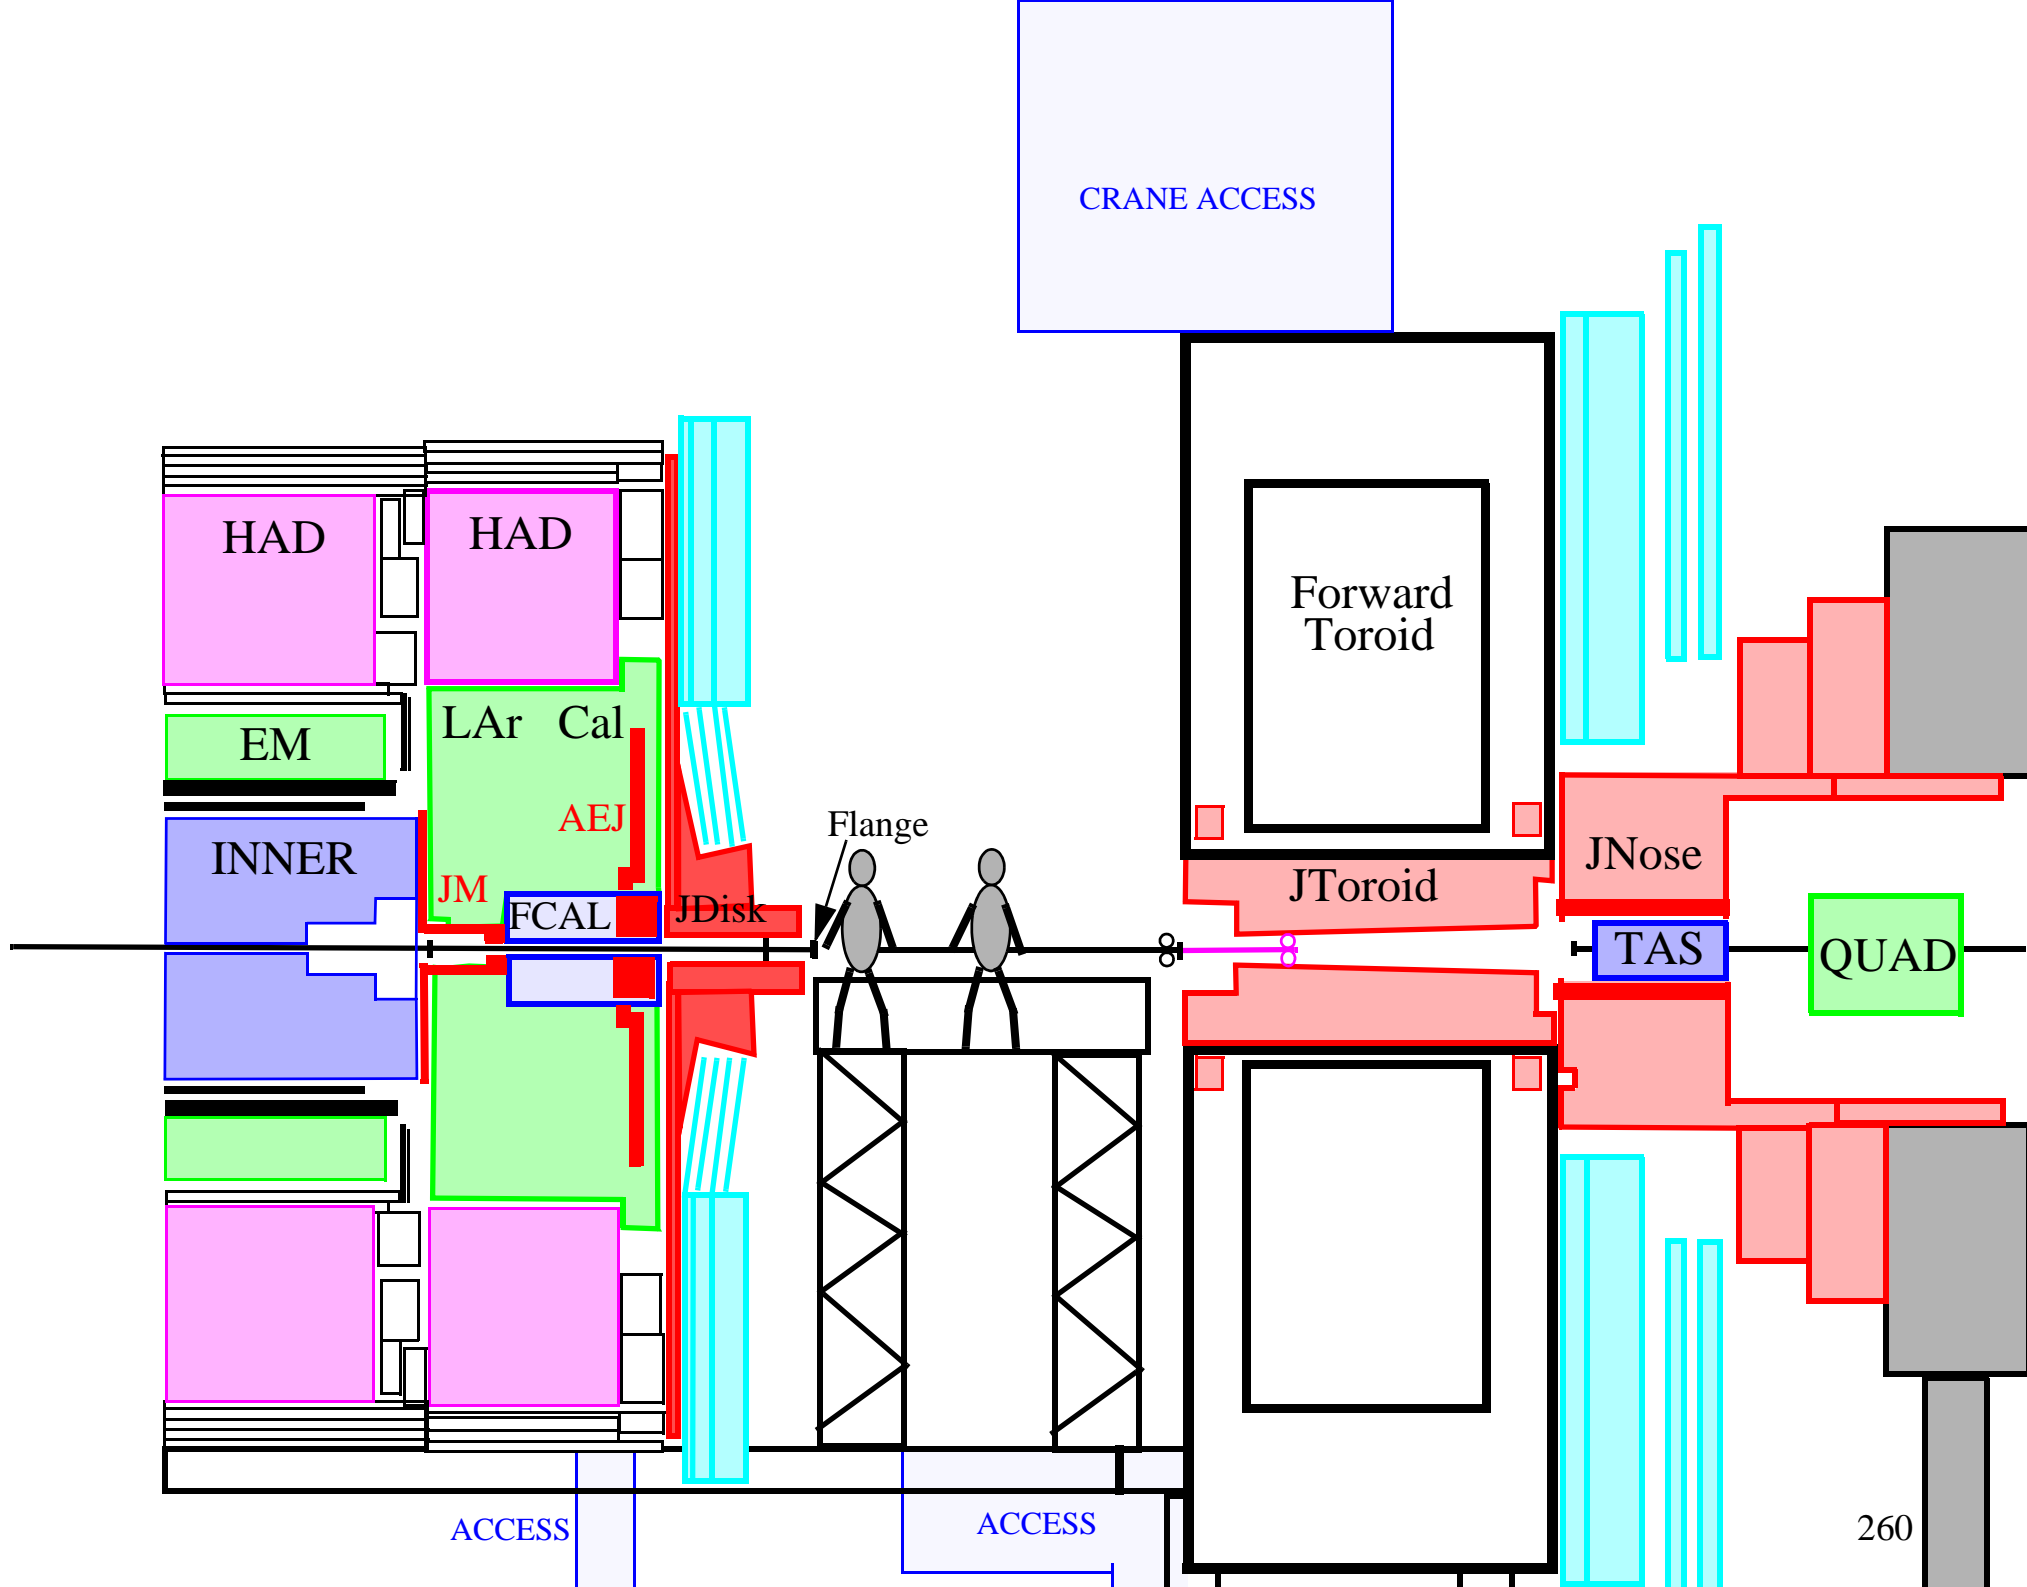 CRANE ACCESS
HAD
HAD
Forward
Toroid
LAr Cal
EM
AEJ
Flange
INNER
JM
FCAL
JDisk
JToroid
JNose
TAS
QUAD
ACCESS
ACCESS
260